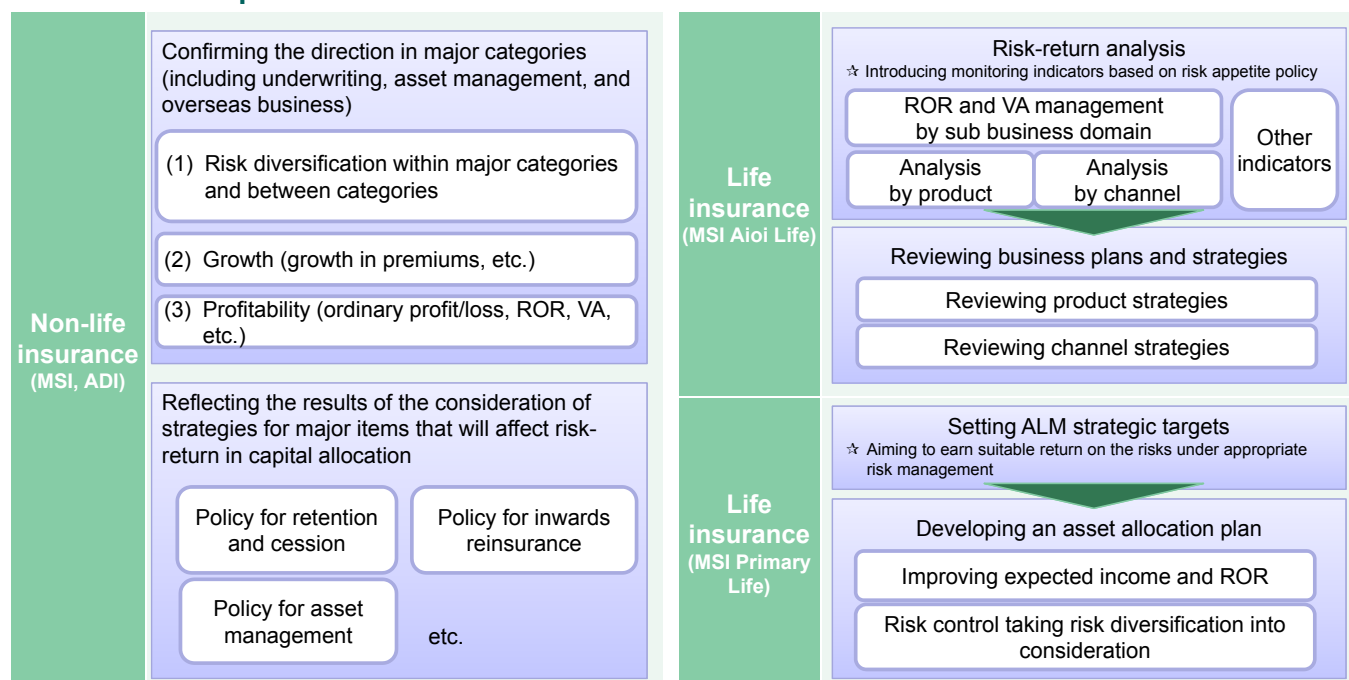 Non-life
insurance
(MSI, ADI)
Confirming the direction in major categories
(including underwriting, asset management, and
overseas business)
(1) Risk diversification within major categories
and between categories
(2) Growth (growth in premiums, etc.)
(3) Profitability (ordinary profit/loss, ROR, VA,
etc.)
Reflecting the results of the consideration of
strategies for major items that will affect risk-
return in capital allocation
Policy for retention
and cession
Policy for inwards
reinsurance
Policy for asset
management
etc.
Life
insurance
(MSI Aioi Life)
Risk-return analysis
☆ Introducing monitoring indicators based on risk appetite policy
ROR and VA management
by sub business domain
Other
indicators
Analysis
by product
Analysis
by channel
Reviewing business plans and strategies
Reviewing product strategies
Reviewing channel strategies
Life
insurance
(MSI Primary
Life)
Setting ALM strategic targets
☆ Aiming to earn suitable return on the risks under appropriate
risk management
Developing an asset allocation plan
Improving expected income and ROR
Risk control taking risk diversification into
consideration